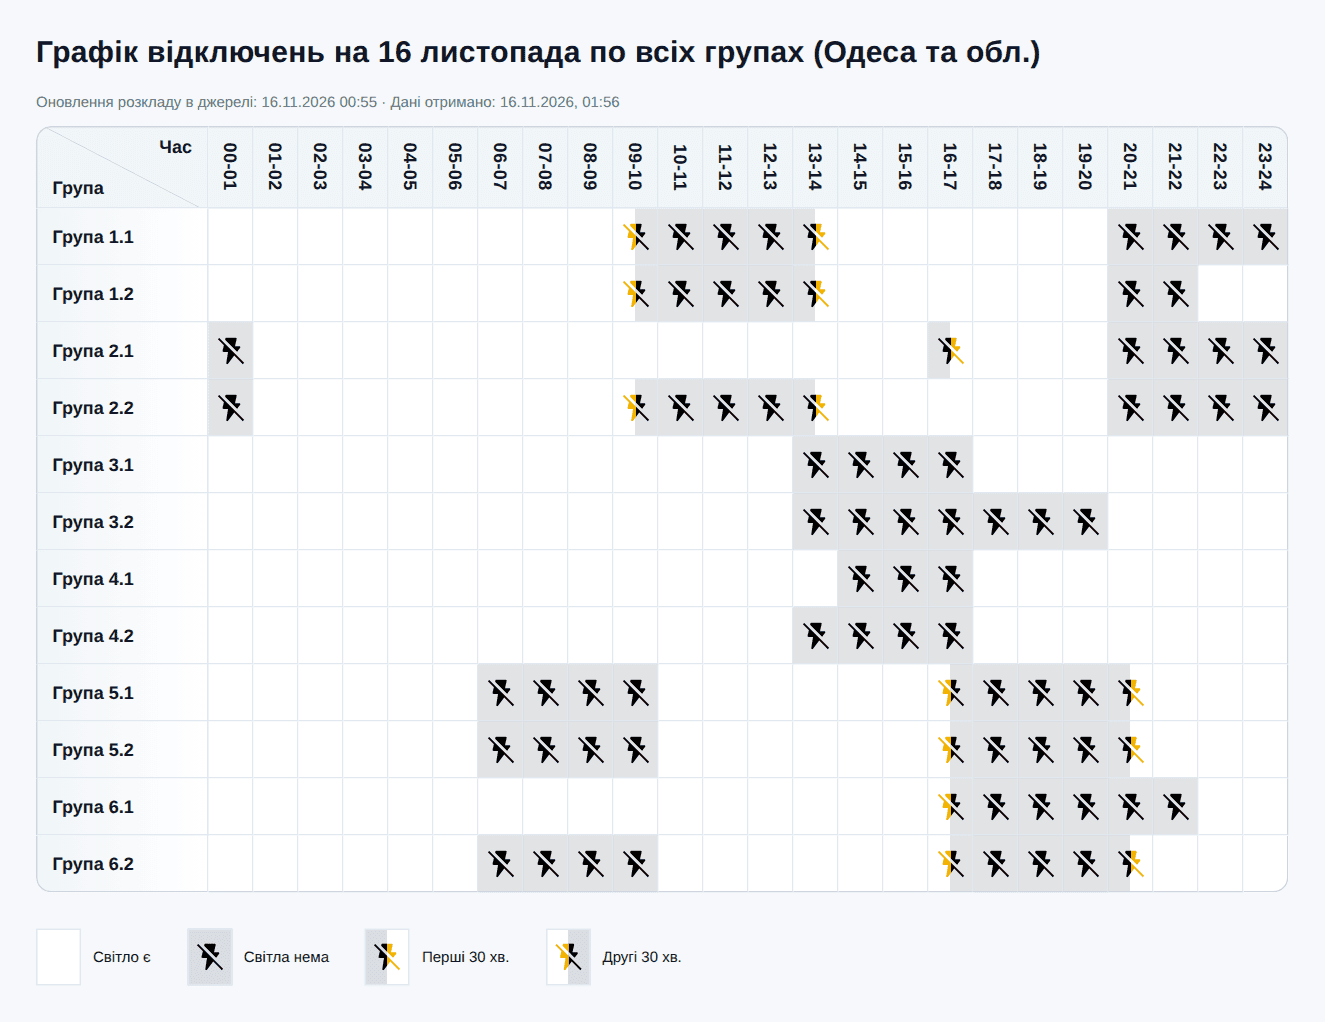 Графік відключень на 16 листопада по всіх групах (Одеса та обл.)
Оновлення розкладу в джерелі: 16.11.2026 00:55 · Дані отримано: 16.11.2026, 01:56
Час
Група
00-01 01-02 02-03 03-04 04-05 05-06 06-07 07-08 08-09 09-10 10-11 11-12 12-13 13-14 14-15 15-16 16-17 17-18 18-19 19-20 20-21 21-22 22-23 23-24
Група 1.1
Група 1.2
Група 2.1
Група 2.2
Група 3.1
Група 3.2
Група 4.1
Група 4.2
Група 5.1
Група 5.2
Група 6.1
Група 6.2
Світло є Світла нема Перші 30 хв. Другі 30 хв.